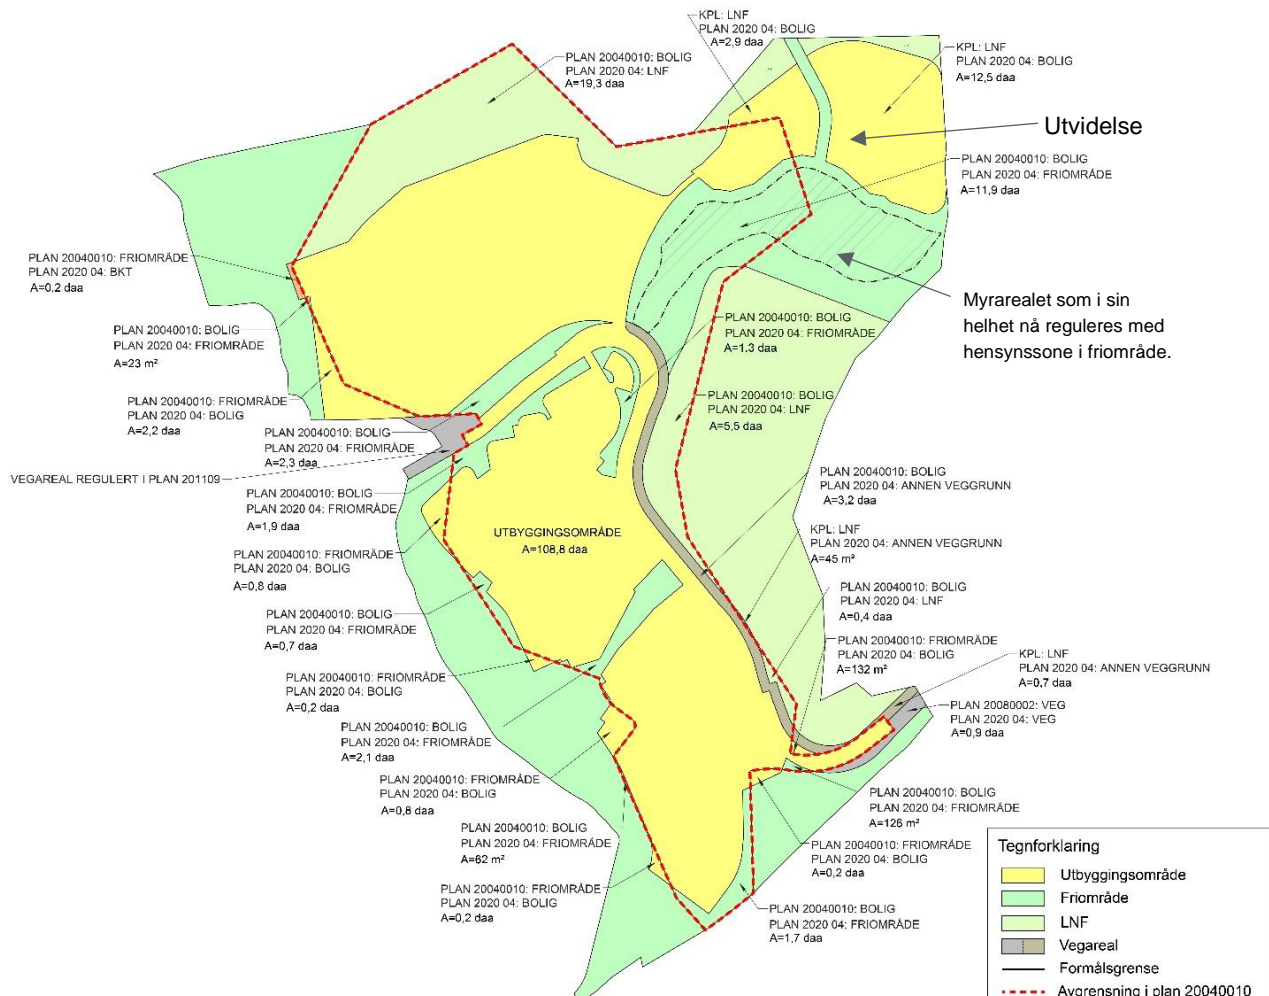 KPL: LNF
PLAN 2020 04: BOLIG
A=2,9 daa
PLAN 20040010: BOLIG
PLAN 2020 04: LNF
A=19,3 daa
KPL: LNF
PLAN 2020 04: BOLIG
A=12,5 daa
Utvidelse
PLAN 20040010: BOLIG
PLAN 2020 04: FRIOMRÅDE
A=11,9 daa
PLAN 20040010: FRIOMRÅDE
PLAN 2020 04: BKT
A=0,2 daa
Myrarealet som i sin
helhet nå reguleres med
hensynssone i friområde.
PLAN 20040010: BOLIG
PLAN 2020 04: FRIOMRÅDE
A=1.3 daa
PLAN 20040010: BOLIG
PLAN 2020 04: FRIOMRÅDE
A=23 m²
PLAN 20040010: FRIOMRÅDE
PLAN 2020 04: BOLIG
A=2,2 daa
PLAN 20040010: BOLIG
PLAN 2020 04: LNF
A=5,5 daa
PLAN 20040010: BOLIG
PLAN 2020 04: FRIOMRÅDE
A=2,3 daa
VEGAREAL REGULERT I PLAN 201109
PLAN 20040010: BOLIG
PLAN 2020 04: ANNEN VEGGRUNN
A=3,2 daa
PLAN 20040010: BOLIG
PLAN 2020 04: FRIOMRÅDE
A=1,9 daa
UTBYGGINGSOMRÅDE
A=108,8 daa
KPL: LNF
PLAN 2020 04: ANNEN VEGGRUNN
A=45 m²
PLAN 20040010: FRIOMRÅDE
PLAN 2020 04: BOLIG
A=0,8 daa
PLAN 20040010: BOLIG
PLAN 2020 04: LNF
A=0,4 daa
PLAN 20040010: BOLIG
PLAN 2020 04: FRIOMRÅDE
A=0,7 daa
PLAN 20040010: FRIOMRÅDE
PLAN 2020 04: BOLIG
A=132 m²
KPL: LNF
PLAN 2020 04: ANNEN VEGGRUNN
A=0,7 daa
PLAN 20040010: FRIOMRÅDE
PLAN 2020 04: BOLIG
A=0,2 daa
PLAN 20080002: VEG
PLAN 2020 04: VEG
A=0,9 daa
PLAN 20040010: BOLIG
PLAN 2020 04: FRIOMRÅDE
A=2,1 daa
PLAN 20040010: FRIOMRÅDE
PLAN 2020 04: BOLIG
A=0,8 daa
PLAN 20040010: BOLIG
PLAN 2020 04: FRIOMRÅDE
A=126 m²
PLAN 20040010: BOLIG
PLAN 2020 04: FRIOMRÅDE
A=62 m²
PLAN 20040010: FRIOMRÅDE
PLAN 2020 04: BOLIG
A=0,2 daa
PLAN 20040010: FRIOMRÅDE
PLAN 2020 04: BOLIG
A=0,2 daa
PLAN 20040010: BOLIG
PLAN 2020 04: FRIOMRÅDE
A=1,7 daa
Tegnforklaring
Utbyggingsområde
Friområde
LNF
Vegareal
Formålsgrense
Avgrensning i plan 20040010